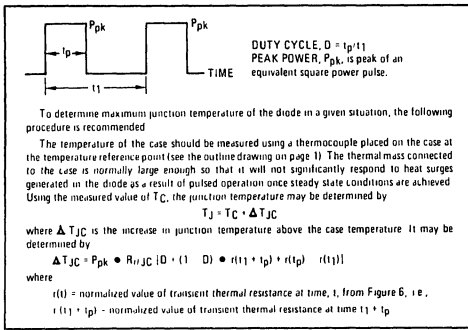 Ppk
Ppk
tp
TIME
t1
DUTY CYCLE, D = tp/t1
PEAK POWER, Ppk, is peak of an
equivalent square power pulse.
To determine maximum junction temperature of the diode in a given situation, the following
procedure is recommended
The temperature of the case should be measured using a thermocouple placed on the case at
the temperature reference point (see the outline drawing on page 1) The thermal mass connected
to the case is normally large enough so that it will not significantly respond to heat surges
generated in the diode as a result of pulsed operation once steady state conditions are achieved
Using the measured value of TC, the junction temperature may be determined by
TJ = TC + ΔTJC
where ΔTJC is the increase in junction temperature above the case temperature It may be
determined by
ΔTJC = Ppk • RθJC [D + (1 D) • r(t1 + tp) + r(tp) r(t1)]
where
r(t) = normalized value of transient thermal resistance at time, t, from Figure 6, i e,
r (t1 + tp) - normalized value of transient thermal resistance at time t1 + tp